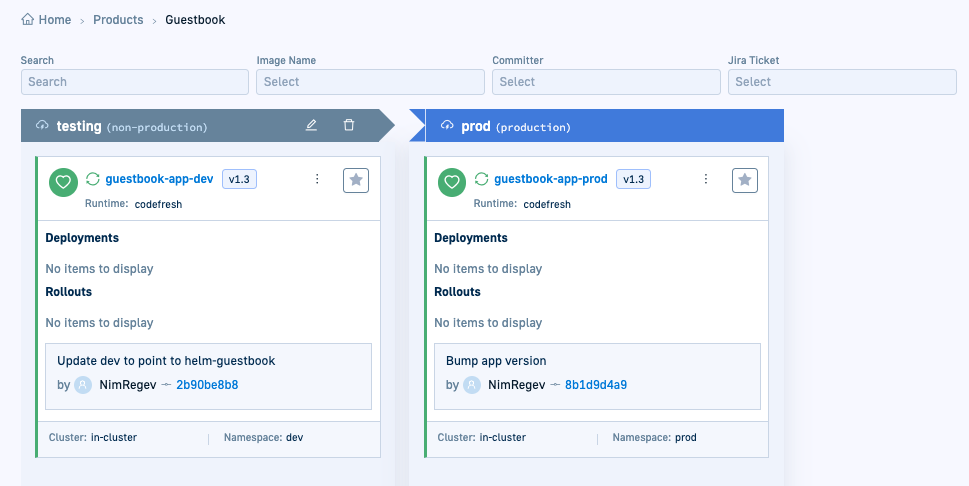 Home > Products > Guestbook
Search Image Name Committer Jira Ticket
Search Select Select Select
testing (non-production)
guestbook-app-dev v1.3
Runtime: codefresh
Deployments
No items to display
Rollouts
No items to display
Update dev to point to helm-guestbook
by NimRegev 2b90be8b8
Cluster: in-cluster | Namespace: dev
prod (production)
guestbook-app-prod v1.3
Runtime: codefresh
Deployments
No items to display
Rollouts
No items to display
Bump app version
by NimRegev 8b1d9d4a9
Cluster: in-cluster | Namespace: prod